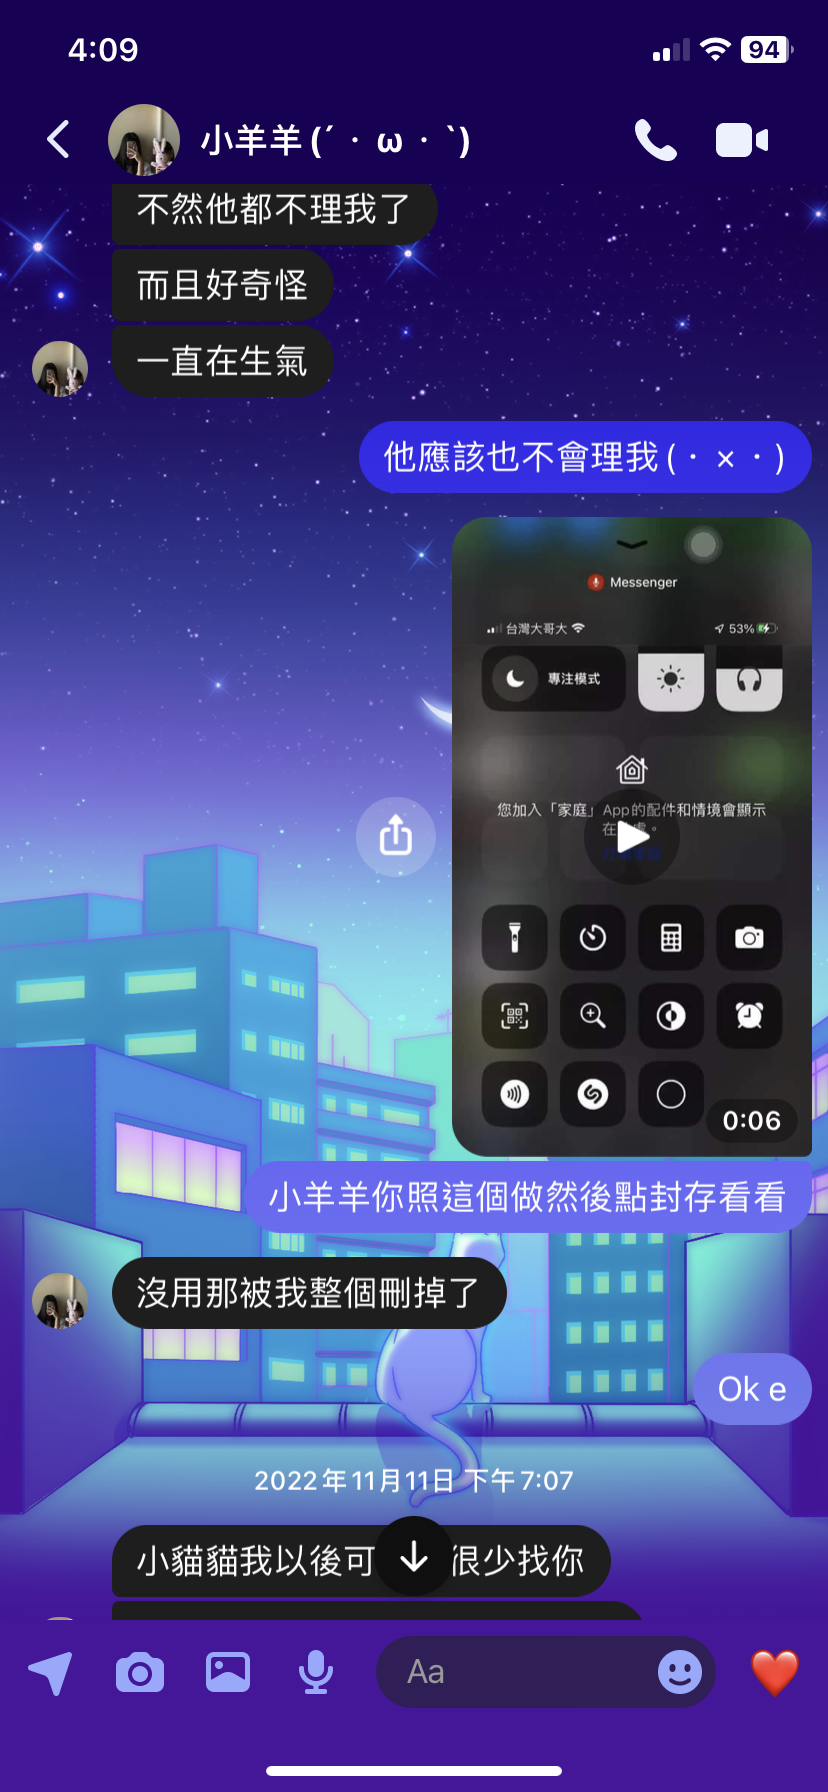 4:09
94
小羊羊 (´・ω・`)
不然他都不理我了
而且好奇怪
一直在生氣
他應該也不會理我 (・×・)
Messenger
台灣大哥大
53%
專注模式
您加入「家庭」App的配件和情境會顯示
在
。
0:06
小羊羊你照這個做然後點封存看看
沒用那被我整個刪掉了
Ok e
2022年11月11日 下午7:07
小貓貓我以後可
很少找你
Aa